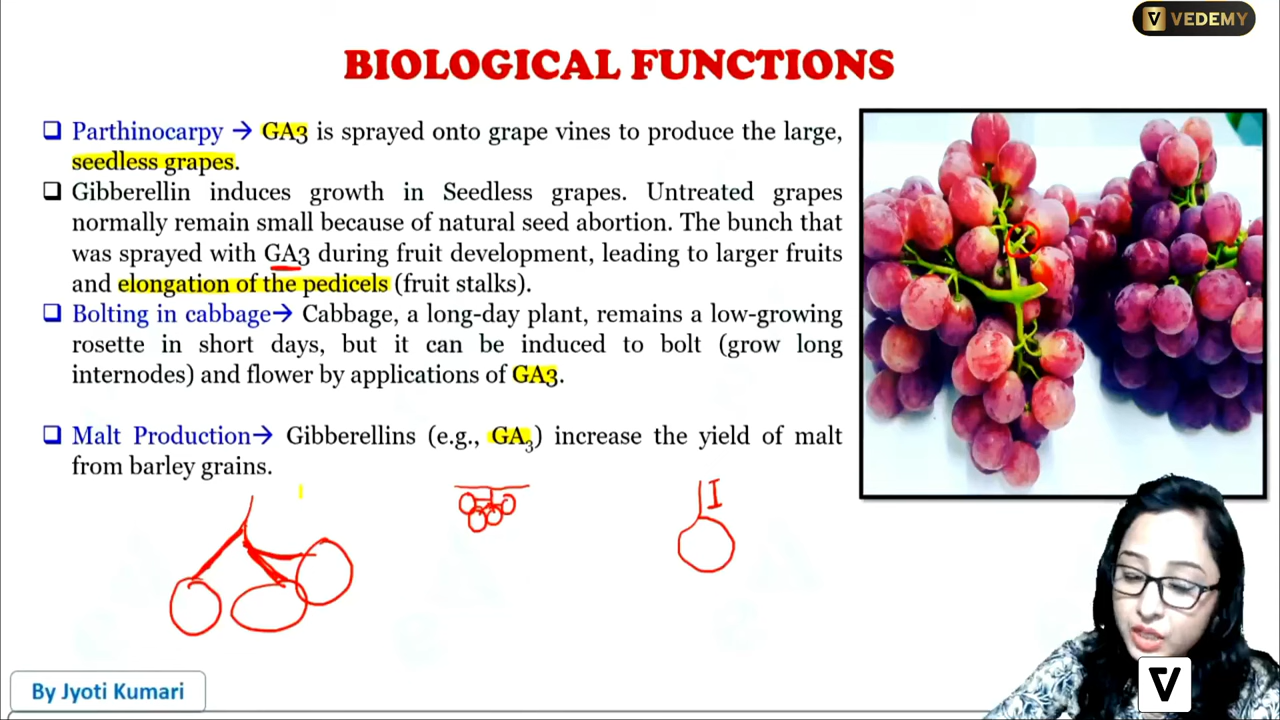 VEDEMY
BIOLOGICAL FUNCTIONS
Parthinocarpy → GA3 is sprayed onto grape vines to produce the large,
seedless grapes.
Gibberellin induces growth in Seedless grapes. Untreated grapes
normally remain small because of natural seed abortion. The bunch that
was sprayed with GA3 during fruit development, leading to larger fruits
and elongation of the pedicels (fruit stalks).
Bolting in cabbage→ Cabbage, a long-day plant, remains a low-growing
rosette in short days, but it can be induced to bolt (grow long
internodes) and flower by applications of GA3.
Malt Production→ Gibberellins (e.g., GA₃) increase the yield of malt
from barley grains.
By Jyoti Kumari